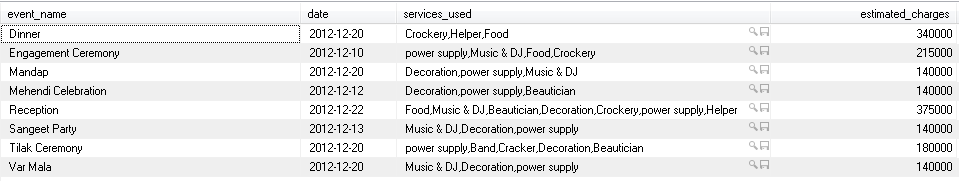 event_name date services_used estimated_charges
Dinner 2012-12-20 Crockery,Helper,Food 340000
Engagement Ceremony 2012-12-10 power supply,Music & DJ,Food,Crockery 215000
Mandap 2012-12-20 Decoration,power supply,Music & DJ 140000
Mehendi Celebration 2012-12-12 Decoration,power supply,Beautician 140000
Reception 2012-12-22 Food,Music & DJ,Beautician,Decoration,Crockery,power supply,Helper 375000
Sangeet Party 2012-12-13 Music & DJ,Decoration,power supply 140000
Tilak Ceremony 2012-12-20 power supply,Band,Cracker,Decoration,Beautician 180000
Var Mala 2012-12-20 Music & DJ,Decoration,power supply 140000